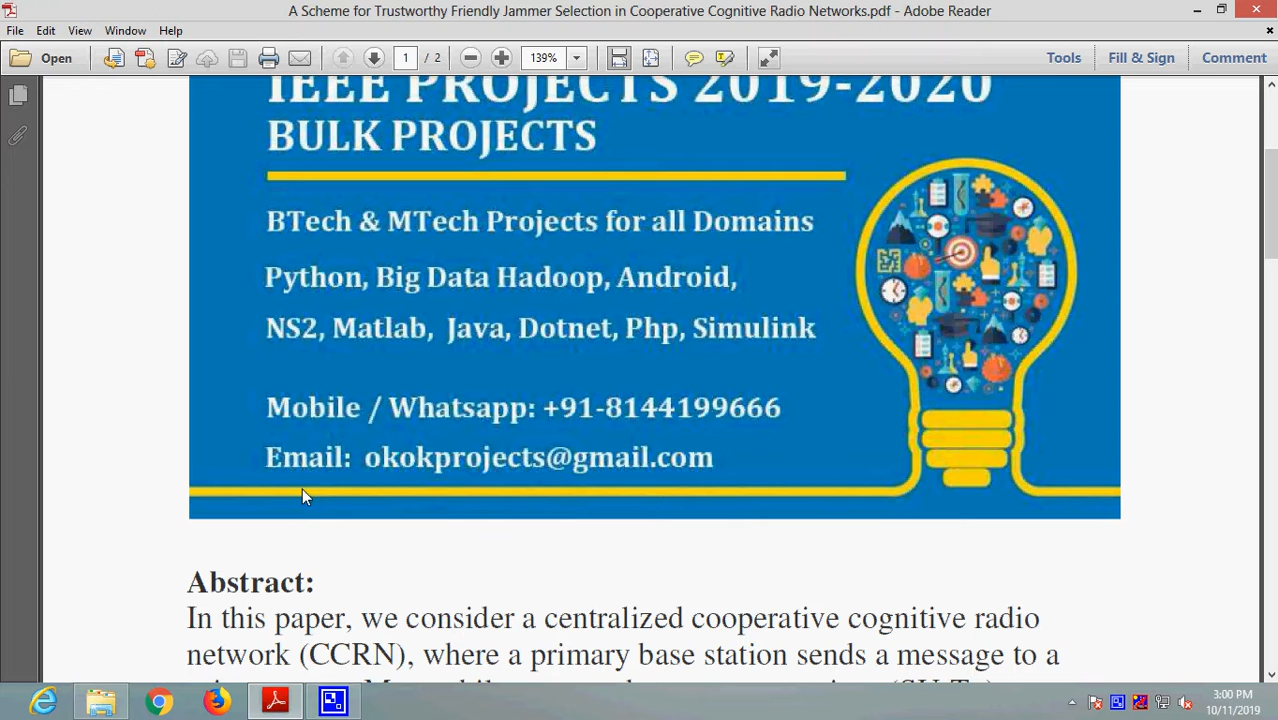 A Scheme for Trustworthy Friendly Jammer Selection in Cooperative Cognitive Radio Networks.pdf - Adobe Reader
File Edit View Window Help
Open 1 / 2 139% Tools Fill & Sign Comment
IEEE PROJECTS 2019-2020
BULK PROJECTS
BTech & MTech Projects for all Domains
Python, Big Data Hadoop, Android,
NS2, Matlab, Java, Dotnet, Php, Simulink
Mobile / Whatsapp: +91-8144199666
Email: okokprojects@gmail.com
Abstract:
In this paper, we consider a centralized cooperative cognitive radio
network (CCRN), where a primary base station sends a message to a
3:00 PM
10/11/2019